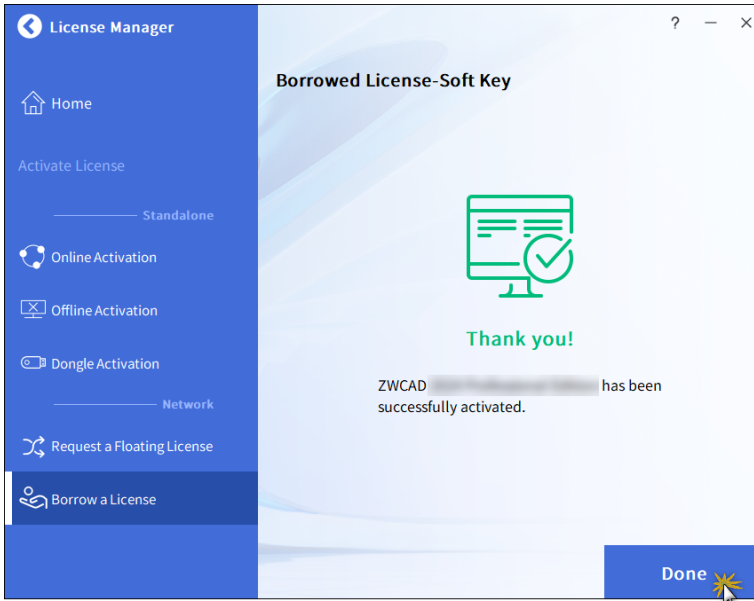 License Manager
?
Home
Activate License
Standalone
Online Activation
Offline Activation
Dongle Activation
Network
Request a Floating License
Borrow a License
Borrowed License-Soft Key
Thank you!
ZWCAD has been
successfully activated.
Done